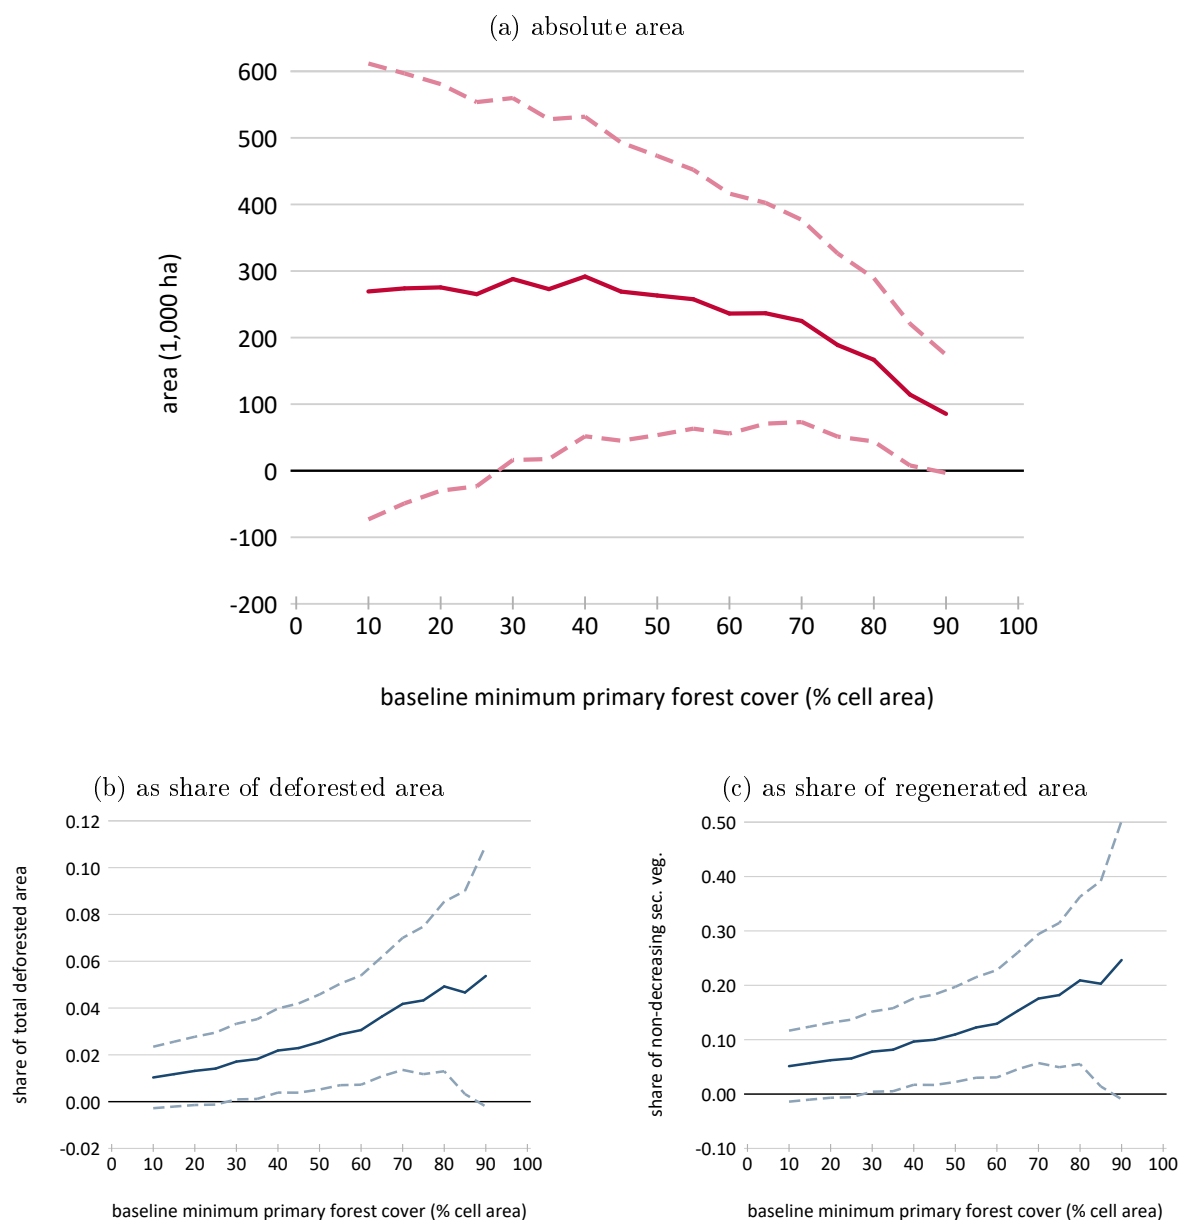 (a) absolute area
600
500
400
300
200
100
0
-100
-200
area (1,000 ha)
0 10 20 30 40 50 60 70 80 90 100
baseline minimum primary forest cover (% cell area)
(b) as share of deforested area
0.12
0.10
0.08
0.06
0.04
0.02
0.00
-0.02
share of total deforested area
0 10 20 30 40 50 60 70 80 90 100
baseline minimum primary forest cover (% cell area)
(c) as share of regenerated area
0.50
0.40
0.30
0.20
0.10
0.00
-0.10
share of non-decreasing sec. veg.
0 10 20 30 40 50 60 70 80 90 100
baseline minimum primary forest cover (% cell area)